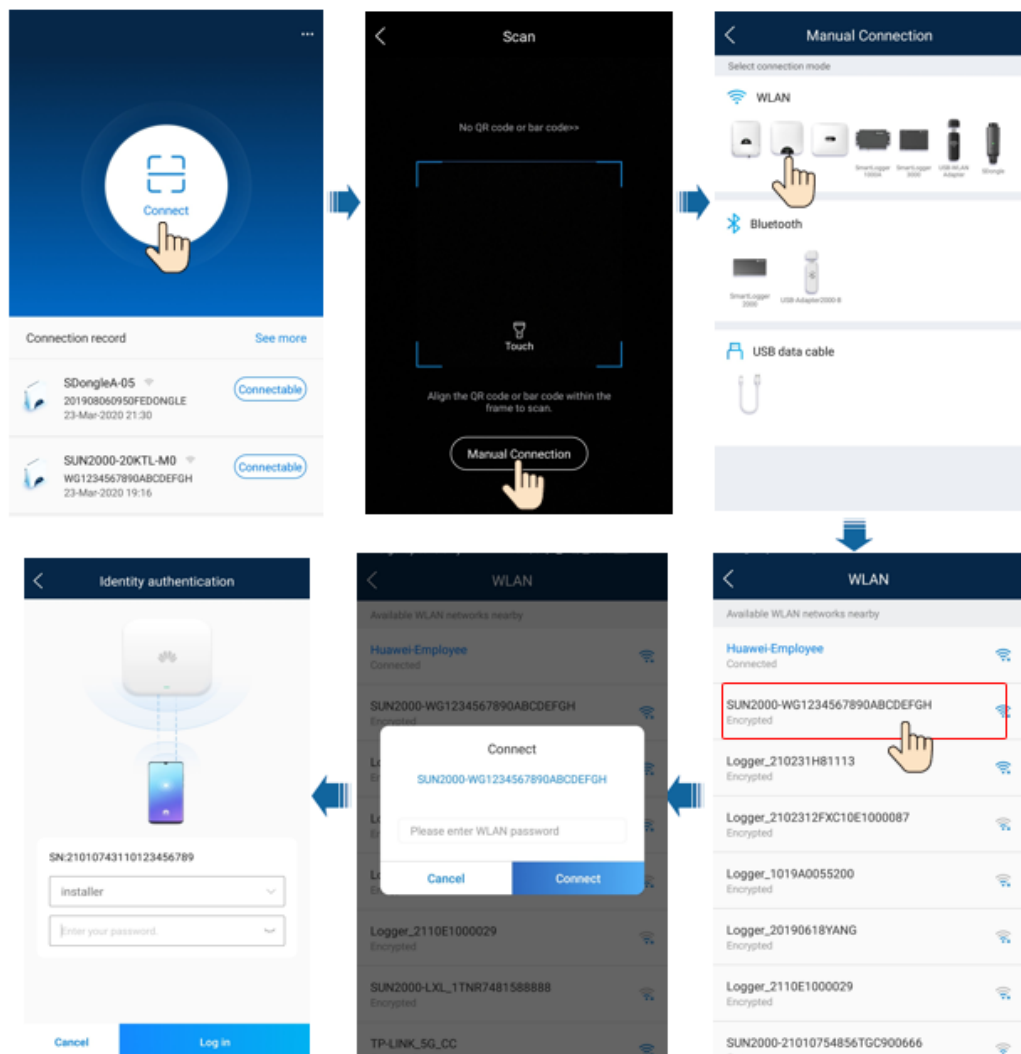 ...
Connect
Connection record
See more
SDongleA-05
201908060950FEDONGLE
23-Mar-2020 21:30
Connectable
SUN2000-20KTL-M0
WG1234567890ABCDEFGH
23-Mar-2020 19:16
Connectable
Scan
No QR code or bar code>>
Touch
Align the QR code or bar code within the
frame to scan.
Manual Connection
Manual Connection
Select connection mode
WLAN
SmartLogger
1000A
SmartLogger
3000
USB-WLAN
Adapter
SDongle
Bluetooth
SmartLogger
2000
USB-Adapter2000-B
USB data cable
WLAN
Available WLAN networks nearby
Huawei-Employee
Connected
SUN2000-WG1234567890ABCDEFGH
Encrypted
Logger_210231H81113
Encrypted
Logger_2102312FXC10E1000087
Encrypted
Logger_1019A0055200
Encrypted
Logger_20190618YANG
Encrypted
Logger_2110E1000029
Encrypted
SUN2000-21010754856TGC900666
WLAN
Available WLAN networks nearby
Huawei-Employee
Connected
SUN2000-WG1234567890ABCDEFGH
Encrypted
Connect
SUN2000-WG1234567890ABCDEFGH
Please enter WLAN password
Cancel
Connect
Logger_2110E1000029
Encrypted
SUN2000-LXL_1TNR7481588888
Encrypted
TP-LINK_5G_CC
Identity authentication
SN:210107431110123456789
installer
Enter your password.
Cancel
Log in